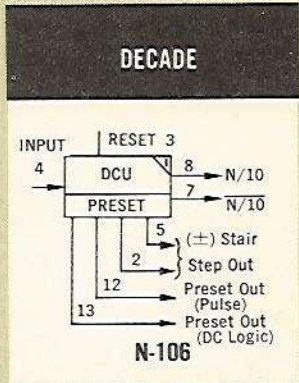 DECADE
RESET 3
INPUT
4
DCU
8
N/10
PRESET
7
N/10
5
(±) Stair
2
Step Out
12
Preset Out
(Pulse)
13
Preset Out
(DC Logic)
N-106